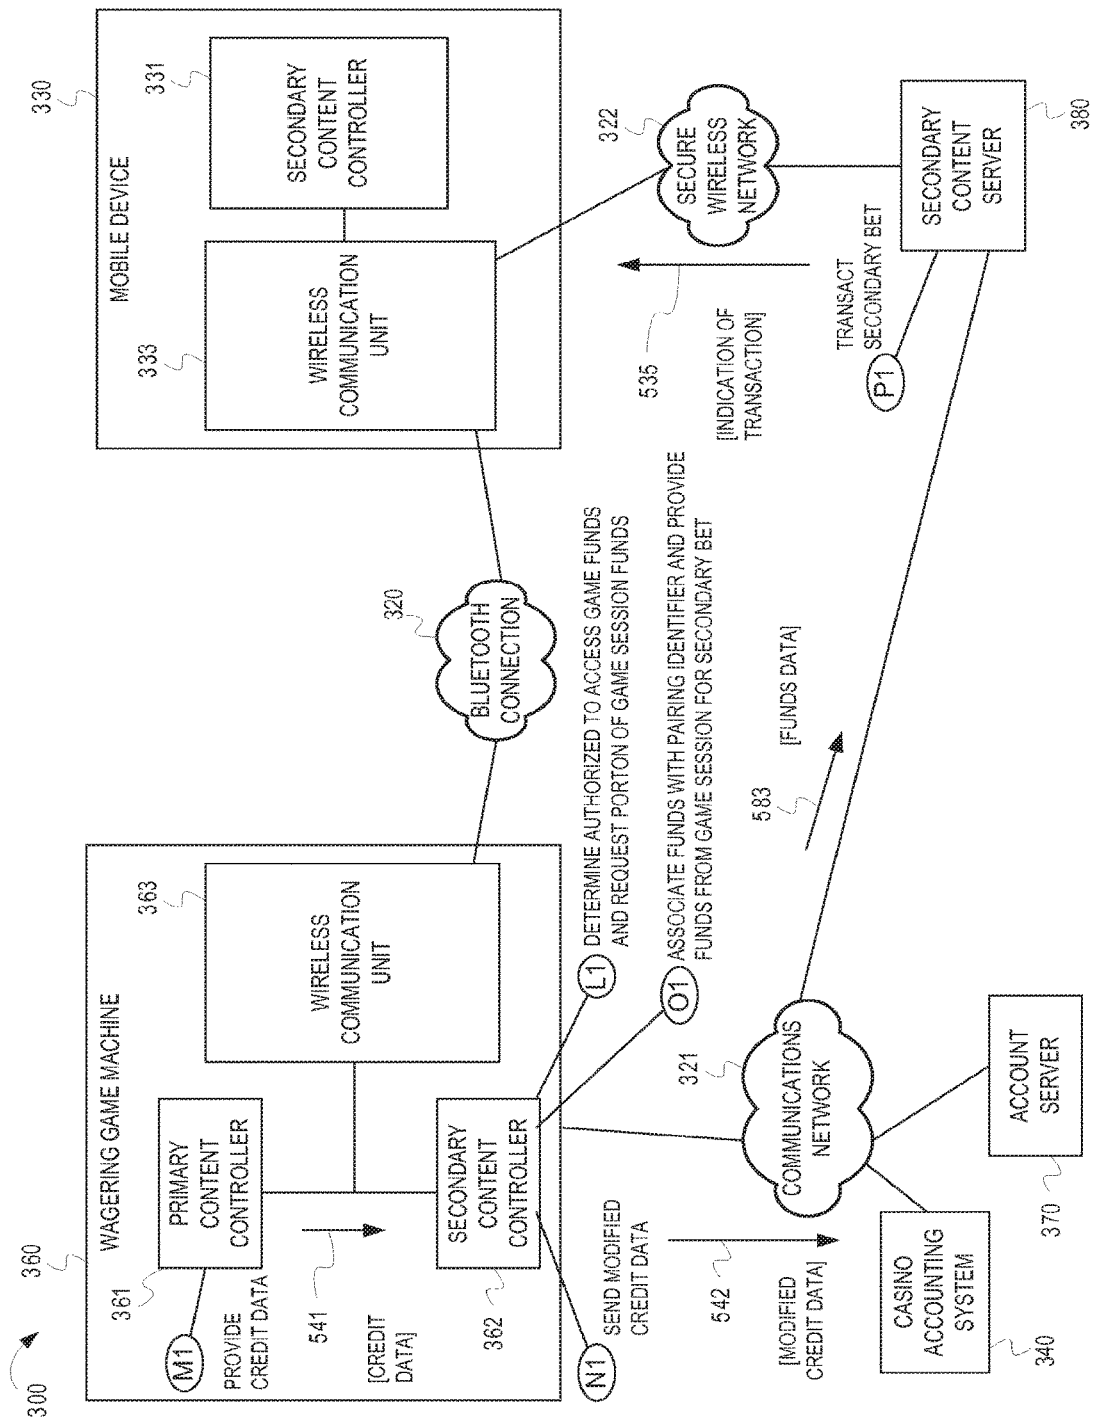 300
360
WAGERING GAME MACHINE
361
PRIMARY
CONTENT
CONTROLLER
M1
PROVIDE
CREDIT DATA
541
[CREDIT
DATA]
362
SECONDARY
CONTENT
CONTROLLER
363
WIRELESS
COMMUNICATION
UNIT
320
BLUETOOTH
CONNECTION
330
MOBILE DEVICE
331
SECONDARY
CONTENT
CONTROLLER
333
WIRELESS
COMMUNICATION
UNIT
L1
DETERMINE AUTHORIZED TO ACCESS GAME FUNDS
AND REQUEST PORTON OF GAME SESSION FUNDS
O1
ASSOCIATE FUNDS WITH PAIRING IDENTIFIER AND PROVIDE
FUNDS FROM GAME SESSION FOR SECONDARY BET
N1
SEND MODIFIED
CREDIT DATA
542
[MODIFIED
CREDIT DATA]
321
COMMUNICATIONS
NETWORK
322
SECURE
WIRELESS
NETWORK
535
[INDICATION OF
TRANSACTION]
583
[FUNDS DATA]
P1
TRANSACT
SECONDARY BET
SECONDARY
CONTENT
SERVER
380
CASINO
ACCOUNTING
SYSTEM
340
ACCOUNT
SERVER
370